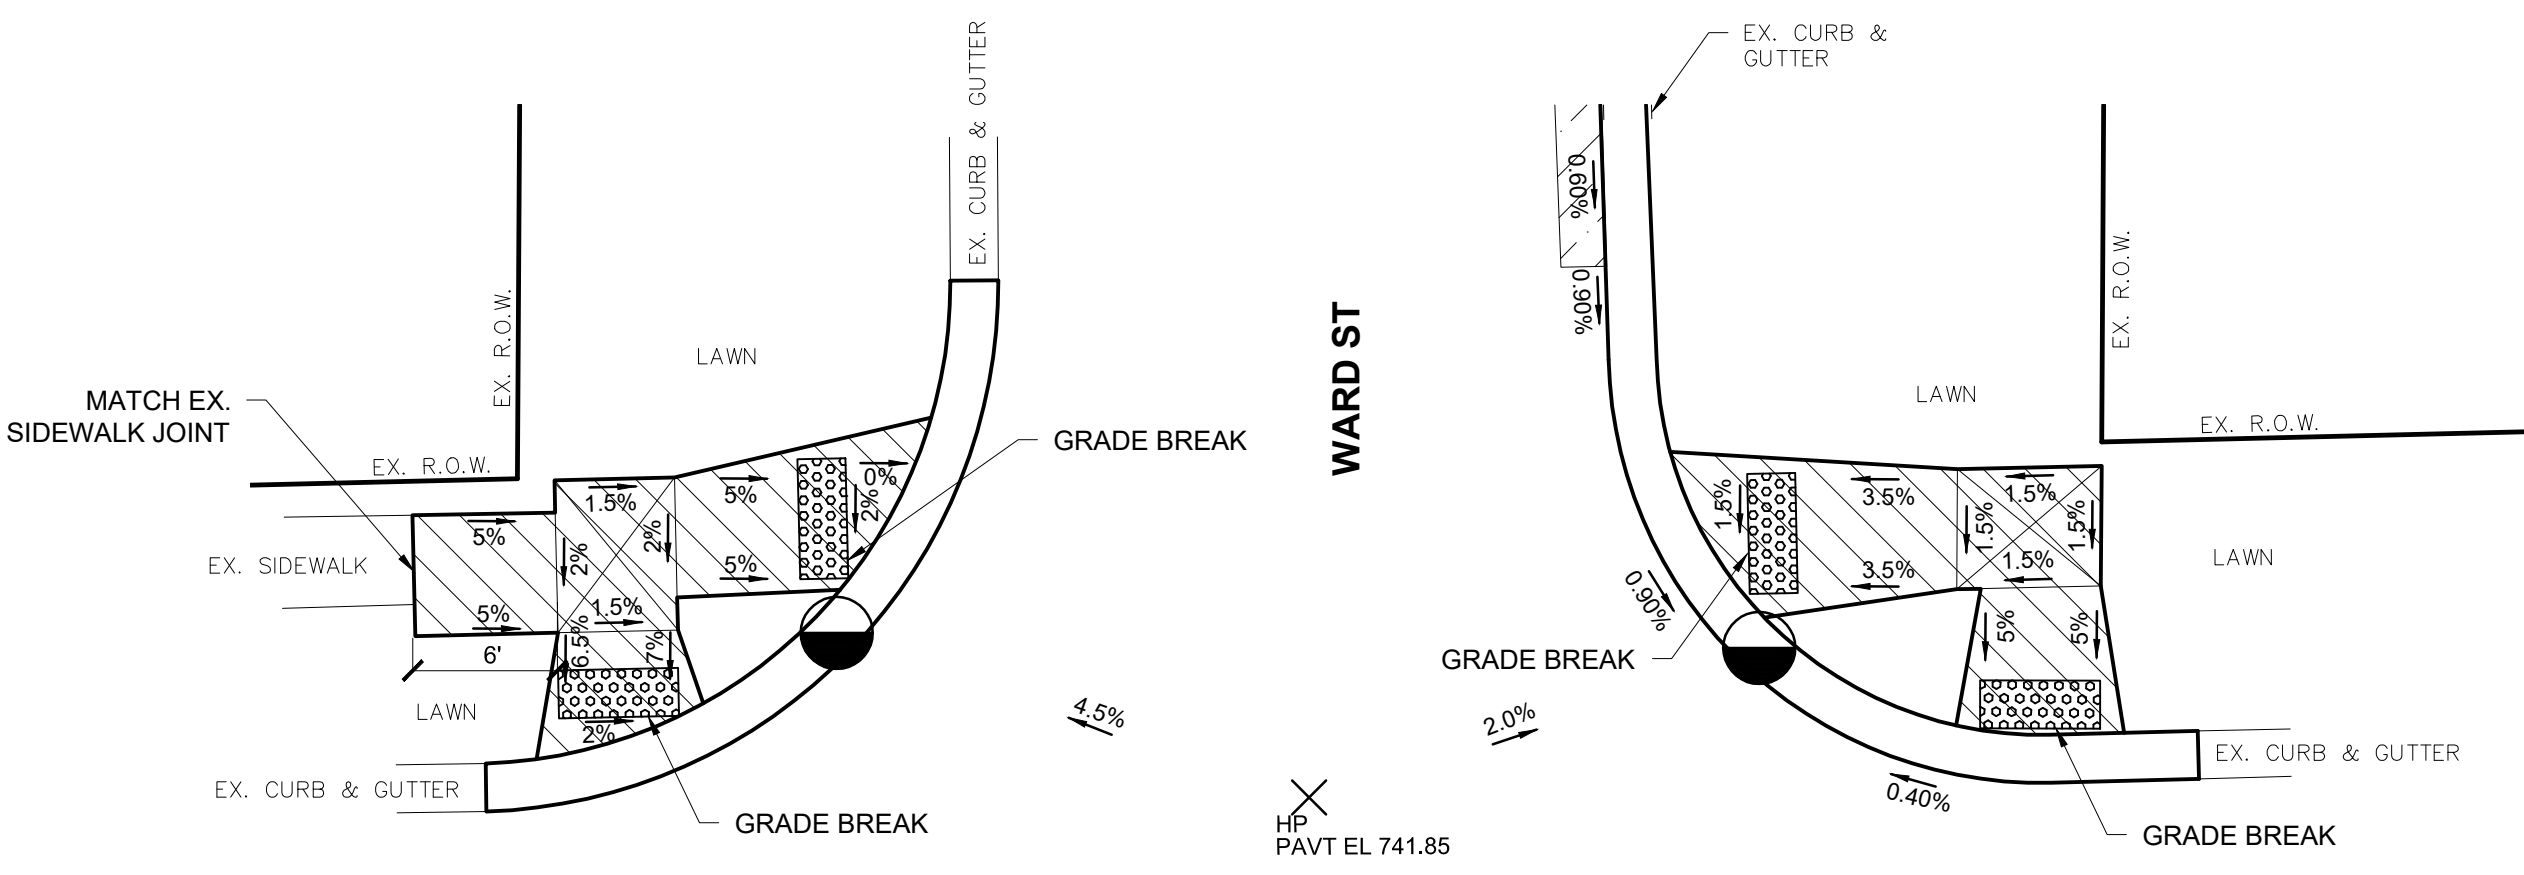 EX. CURB & GUTTER
EX. R.O.W.
LAWN
MATCH EX.
SIDEWALK JOINT
EX. R.O.W.
GRADE BREAK
EX. SIDEWALK
5%
5%
6'
1.5%
2%
2%
1.5%
5%
5%
0%
2%
6.5%
7%
2%
LAWN
EX. CURB & GUTTER
GRADE BREAK
4.5%
WARD ST
HP
PAVT EL 741.85
2.0%
EX. CURB &
GUTTER
0.60%
0.90%
0.90%
0.40%
LAWN
EX. R.O.W.
EX. R.O.W.
1.5%
3.5%
3.5%
1.5%
1.5%
1.5%
1.5%
5%
5%
LAWN
GRADE BREAK
EX. CURB & GUTTER
GRADE BREAK